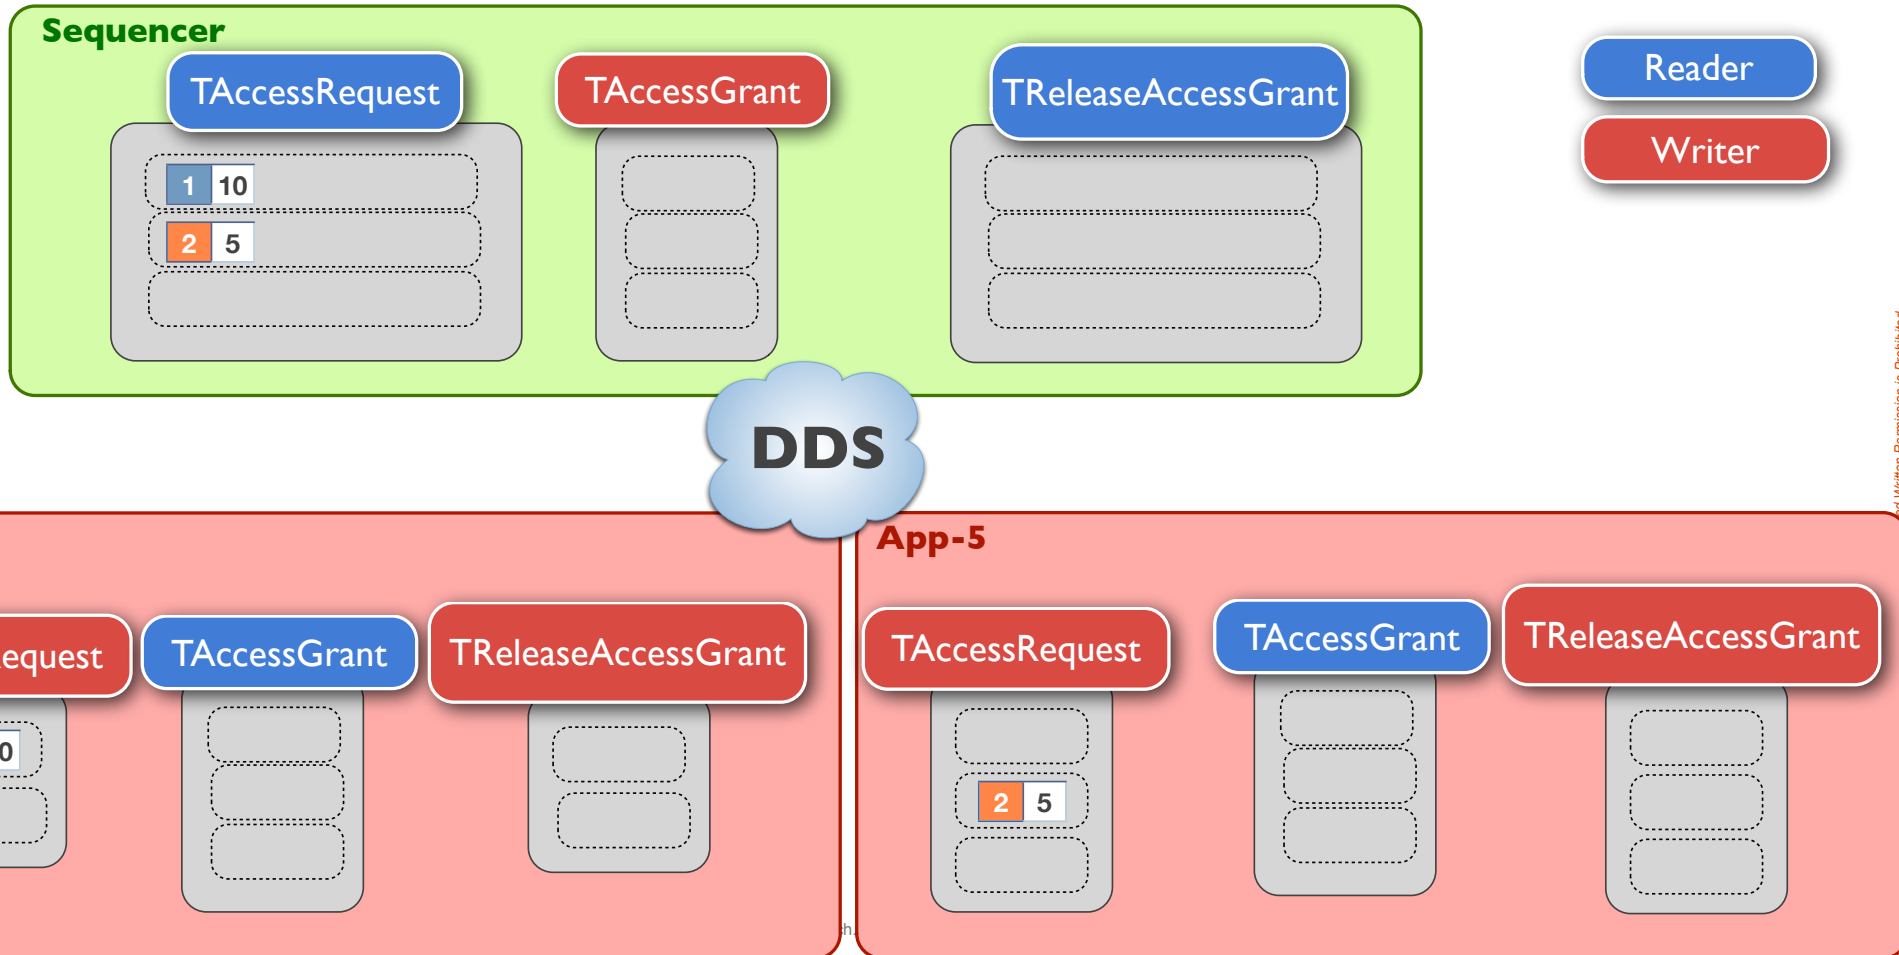 Sequencer
TAccessRequest
TAccessGrant
TReleaseAccessGrant
Reader
Writer
1 10
2 5
DDS
App-5
equest
TAccessGrant
TReleaseAccessGrant
TAccessRequest
TAccessGrant
TReleaseAccessGrant
0
2 5
ch.